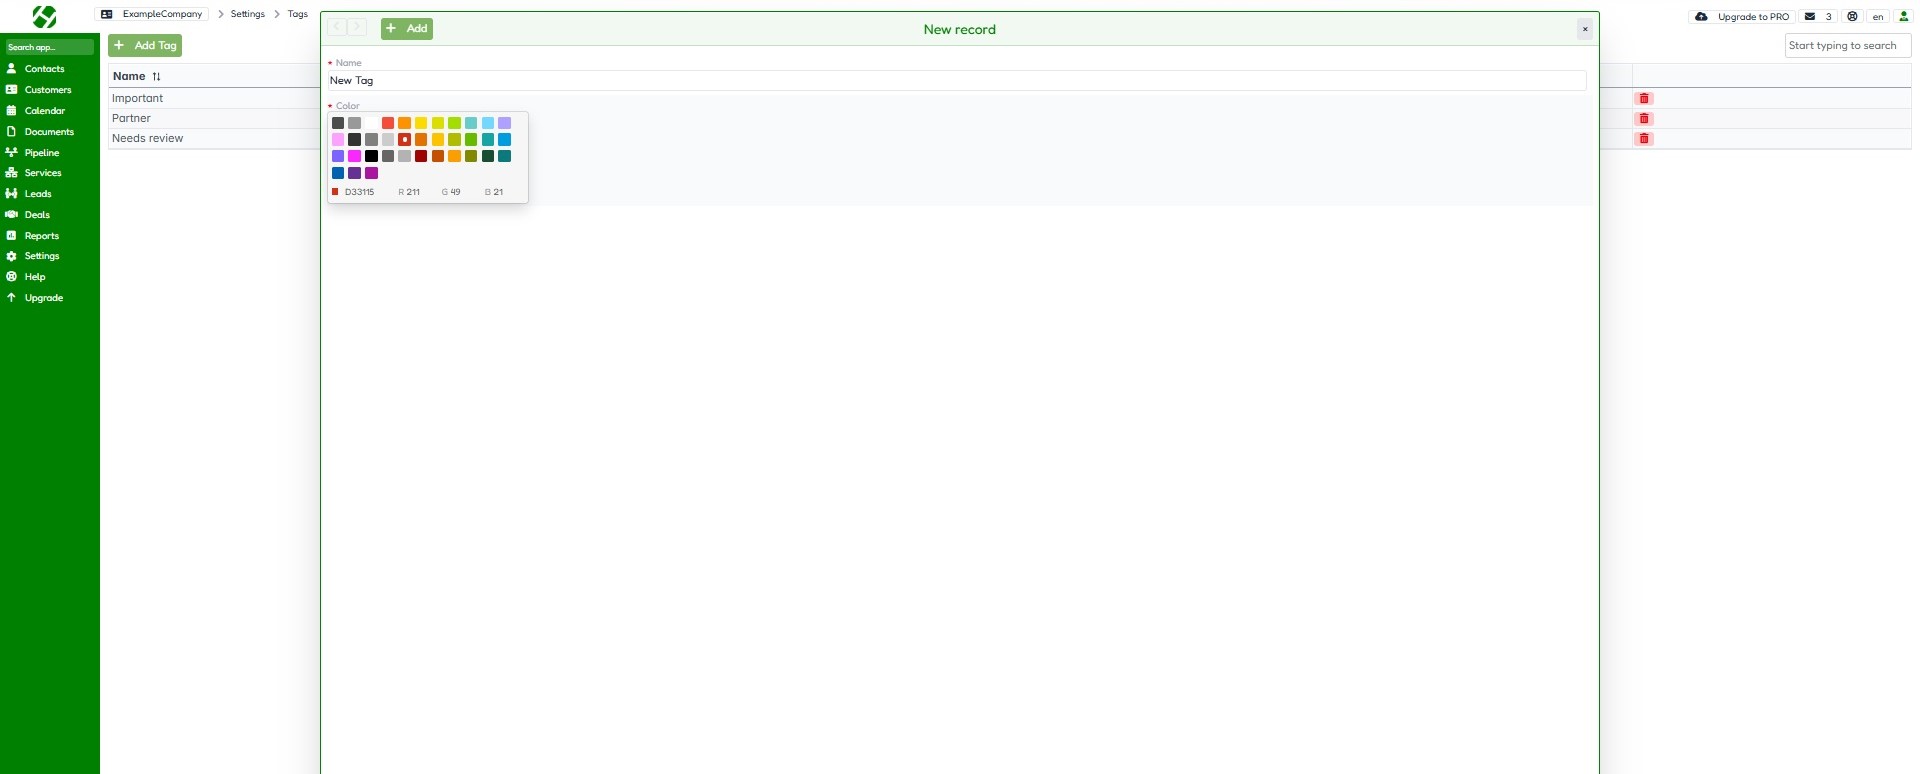 ExampleCompany > Settings > Tags
Upgrade to PRO 3 en
Search app...
Contacts
Customers
Calendar
Documents
Pipeline
Services
Leads
Deals
Reports
Settings
Help
Upgrade
+ Add Tag
Start typing to search
Name
Important
Partner
Needs review
+ Add
New record
×
* Name
New Tag
* Color
D33115 R 211 G 49 B 21